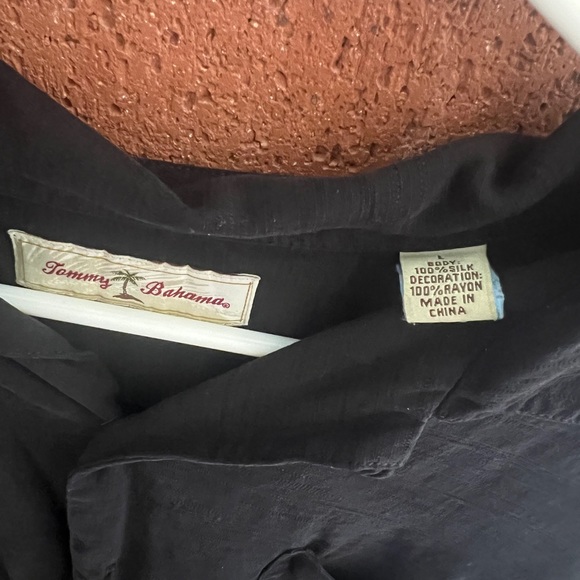 Tommy Bahama®
L
BODY:
100% SILK
DECORATION:
100% RAYON
MADE IN
CHINA